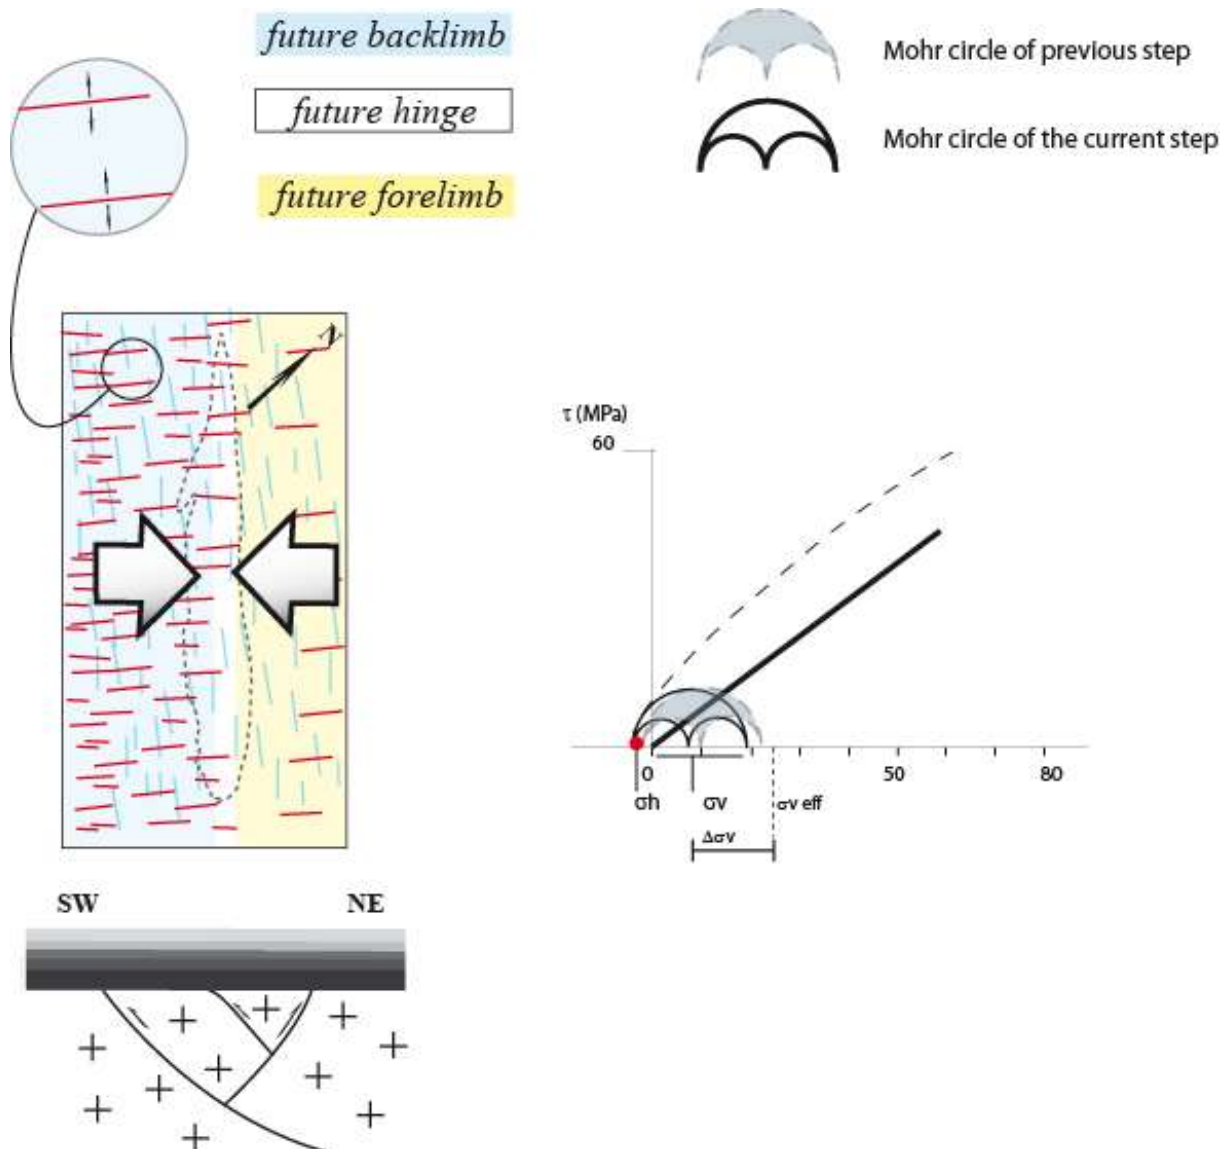 future backlimb
future hinge
future forelimb
Mohr circle of previous step
Mohr circle of the current step
N
τ (MPa)
60
0
50
80
σh
σv
σv eff
Δσv
SW
NE